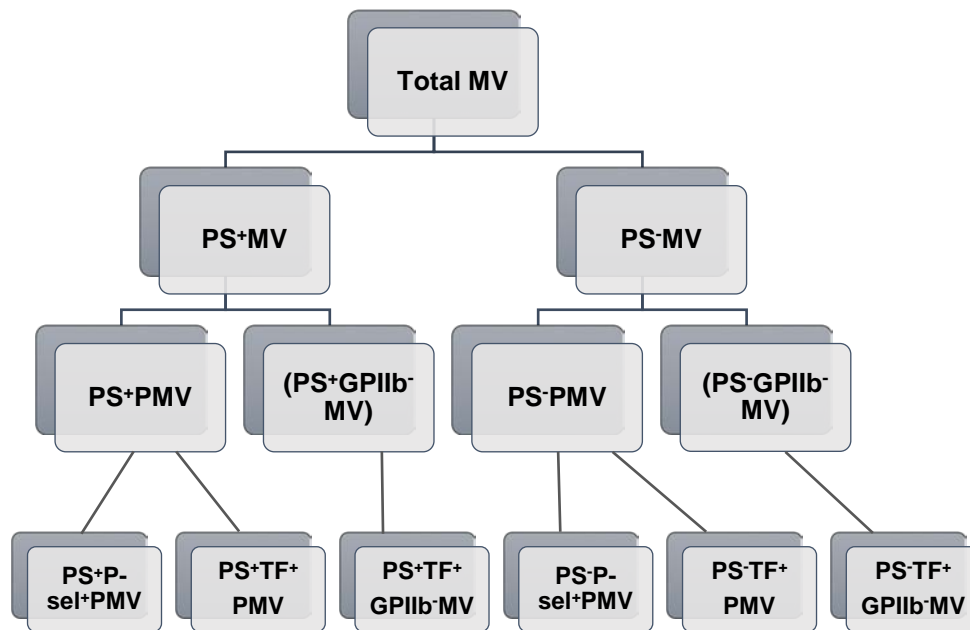 Total MV
PS⁺MV
PS⁻MV
PS⁺PMV
(PS⁺GPIIb⁻
MV)
PS⁻PMV
(PS⁻GPIIb⁻
MV)
PS⁺P-
sel⁺PMV
PS⁺TF⁺
PMV
PS⁺TF⁺
GPIIb⁻MV
PS⁻P-
sel⁺PMV
PS⁻TF⁺
PMV
PS⁻TF⁺
GPIIb⁻MV